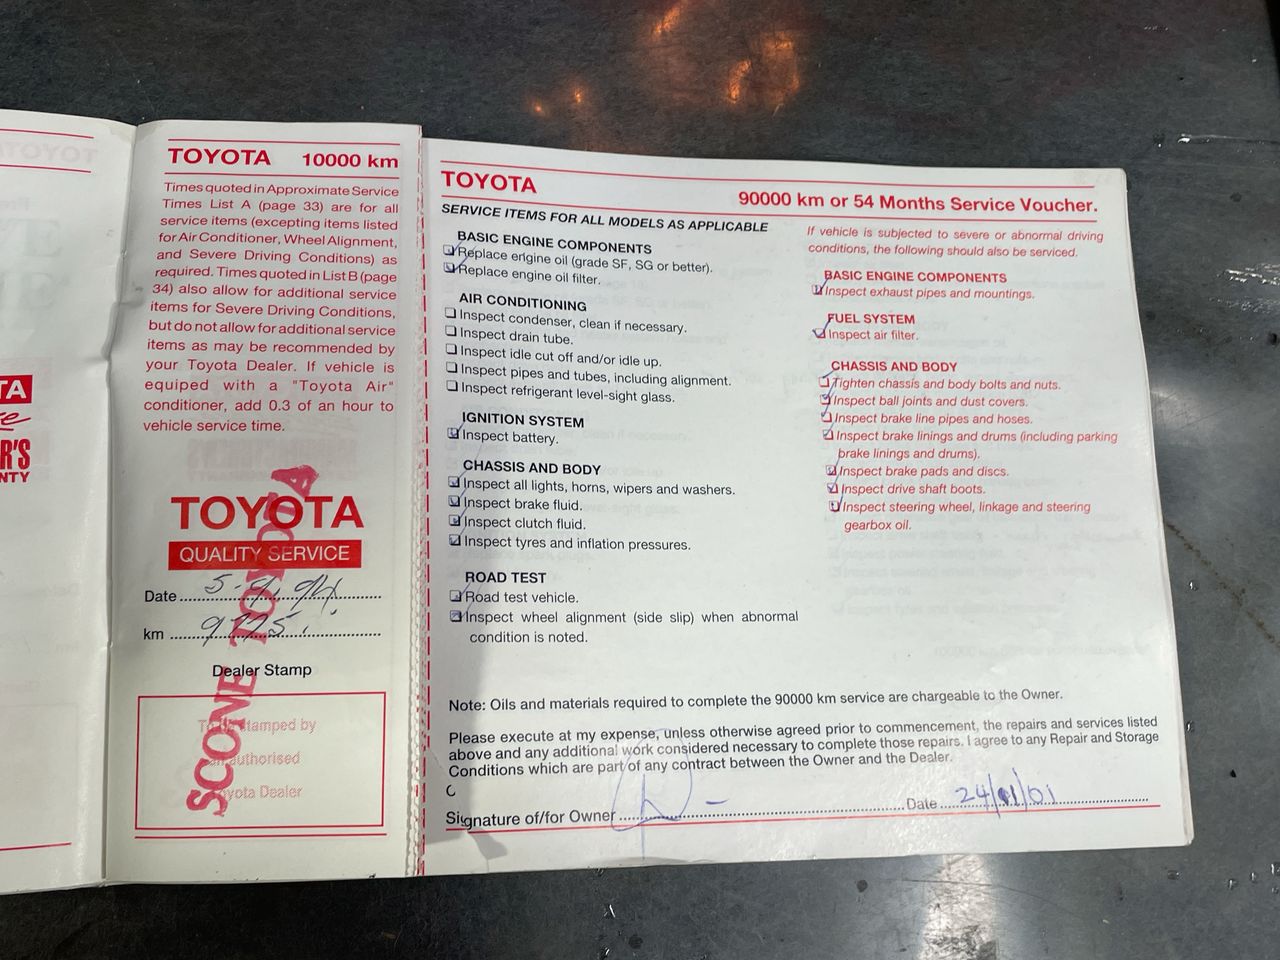 TA
R'S
NTY
TOYOTA 10000 km
Times quoted in Approximate Service
Times List A (page 33) are for all
service items (excepting items listed
for Air Conditioner, Wheel Alignment,
and Severe Driving Conditions) as
required. Times quoted in List B (page
34) also allow for additional service
items for Severe Driving Conditions,
but do not allow for additional service
items as may be recommended by
your Toyota Dealer. If vehicle is
equiped with a "Toyota Air"
conditioner, add 0.3 of an hour to
vehicle service time.
TOYOTA
QUALITY SERVICE
Date
km 9725
Dealer Stamp
To be stamped by
an authorised
Toyota Dealer
SCONE TOYOTA
TOYOTA
90000 km or 54 Months Service Voucher.
SERVICE ITEMS FOR ALL MODELS AS APPLICABLE
BASIC ENGINE COMPONENTS
Replace engine oil (grade SF, SG or better).
Replace engine oil filter.
AIR CONDITIONING
Inspect condenser, clean if necessary.
Inspect drain tube.
Inspect idle cut off and/or idle up.
Inspect pipes and tubes, including alignment.
Inspect refrigerant level-sight glass.
IGNITION SYSTEM
Inspect battery.
CHASSIS AND BODY
Inspect all lights, horns, wipers and washers.
Inspect brake fluid.
Inspect clutch fluid.
Inspect tyres and inflation pressures.
ROAD TEST
Road test vehicle.
Inspect wheel alignment (side slip) when abnormal
condition is noted.
If vehicle is subjected to severe or abnormal driving
conditions, the following should also be serviced.
BASIC ENGINE COMPONENTS
Inspect exhaust pipes and mountings.
FUEL SYSTEM
Inspect air filter.
CHASSIS AND BODY
Tighten chassis and body bolts and nuts.
Inspect ball joints and dust covers.
Inspect brake line pipes and hoses.
Inspect brake linings and drums (including parking
brake linings and drums).
Inspect brake pads and discs.
Inspect drive shaft boots.
Inspect steering wheel, linkage and steering
gearbox oil.
Note: Oils and materials required to complete the 90000 km service are chargeable to the Owner.
Please execute at my expense, unless otherwise agreed prior to commencement, the repairs and services listed
above and any additional work considered necessary to complete those repairs. I agree to any Repair and Storage
Conditions which are part of any contract between the Owner and the Dealer.
Signature of/for Owner Date